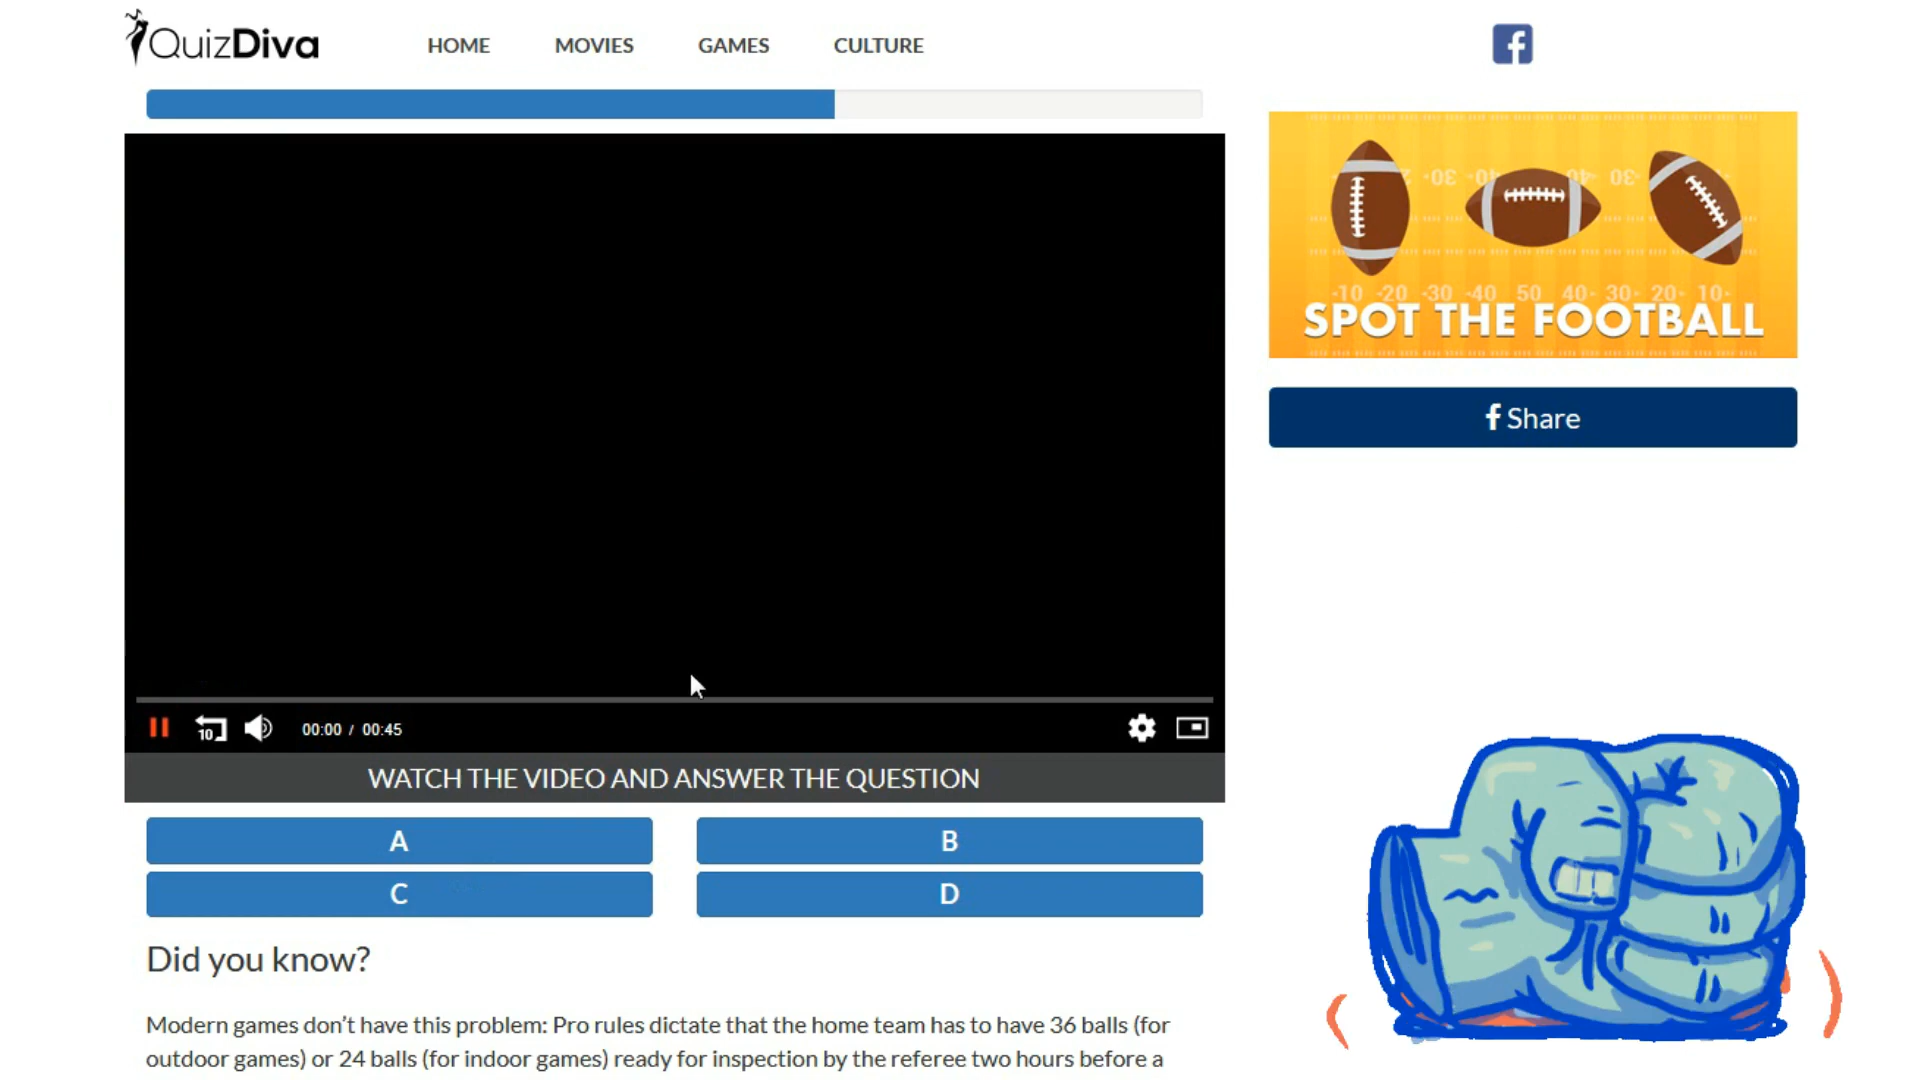 QuizDiva
HOME MOVIES GAMES CULTURE
-10 -20 -30 -40 50 40- 30- 20- 10-
SPOT THE FOOTBALL
Share
10
00:00 / 00:45
WATCH THE VIDEO AND ANSWER THE QUESTION
A B
C D
Did you know?
Modern games don’t have this problem: Pro rules dictate that the home team has to have 36 balls (for
outdoor games) or 24 balls (for indoor games) ready for inspection by the referee two hours before a